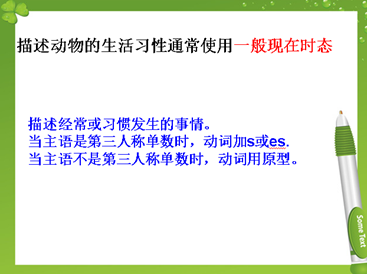 描述动物的生活习性通常使用一般现在时态
描述经常或习惯发生的事情。
当主语是第三人称单数时，动词加s或es.
当主语不是第三人称单数时，动词用原型。
Some Text